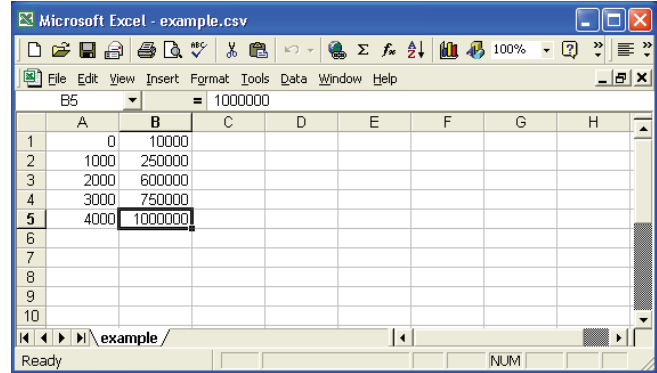 Microsoft Excel - example.csv
ABC Σ fx 100% ?
File Edit View Insert Format Tools Data Window Help
B5 = 1000000
A B C D E F G H
1 0 10000
2 1000 250000
3 2000 600000
4 3000 750000
5 4000 1000000
6
7
8
9
10
example
Ready NUM